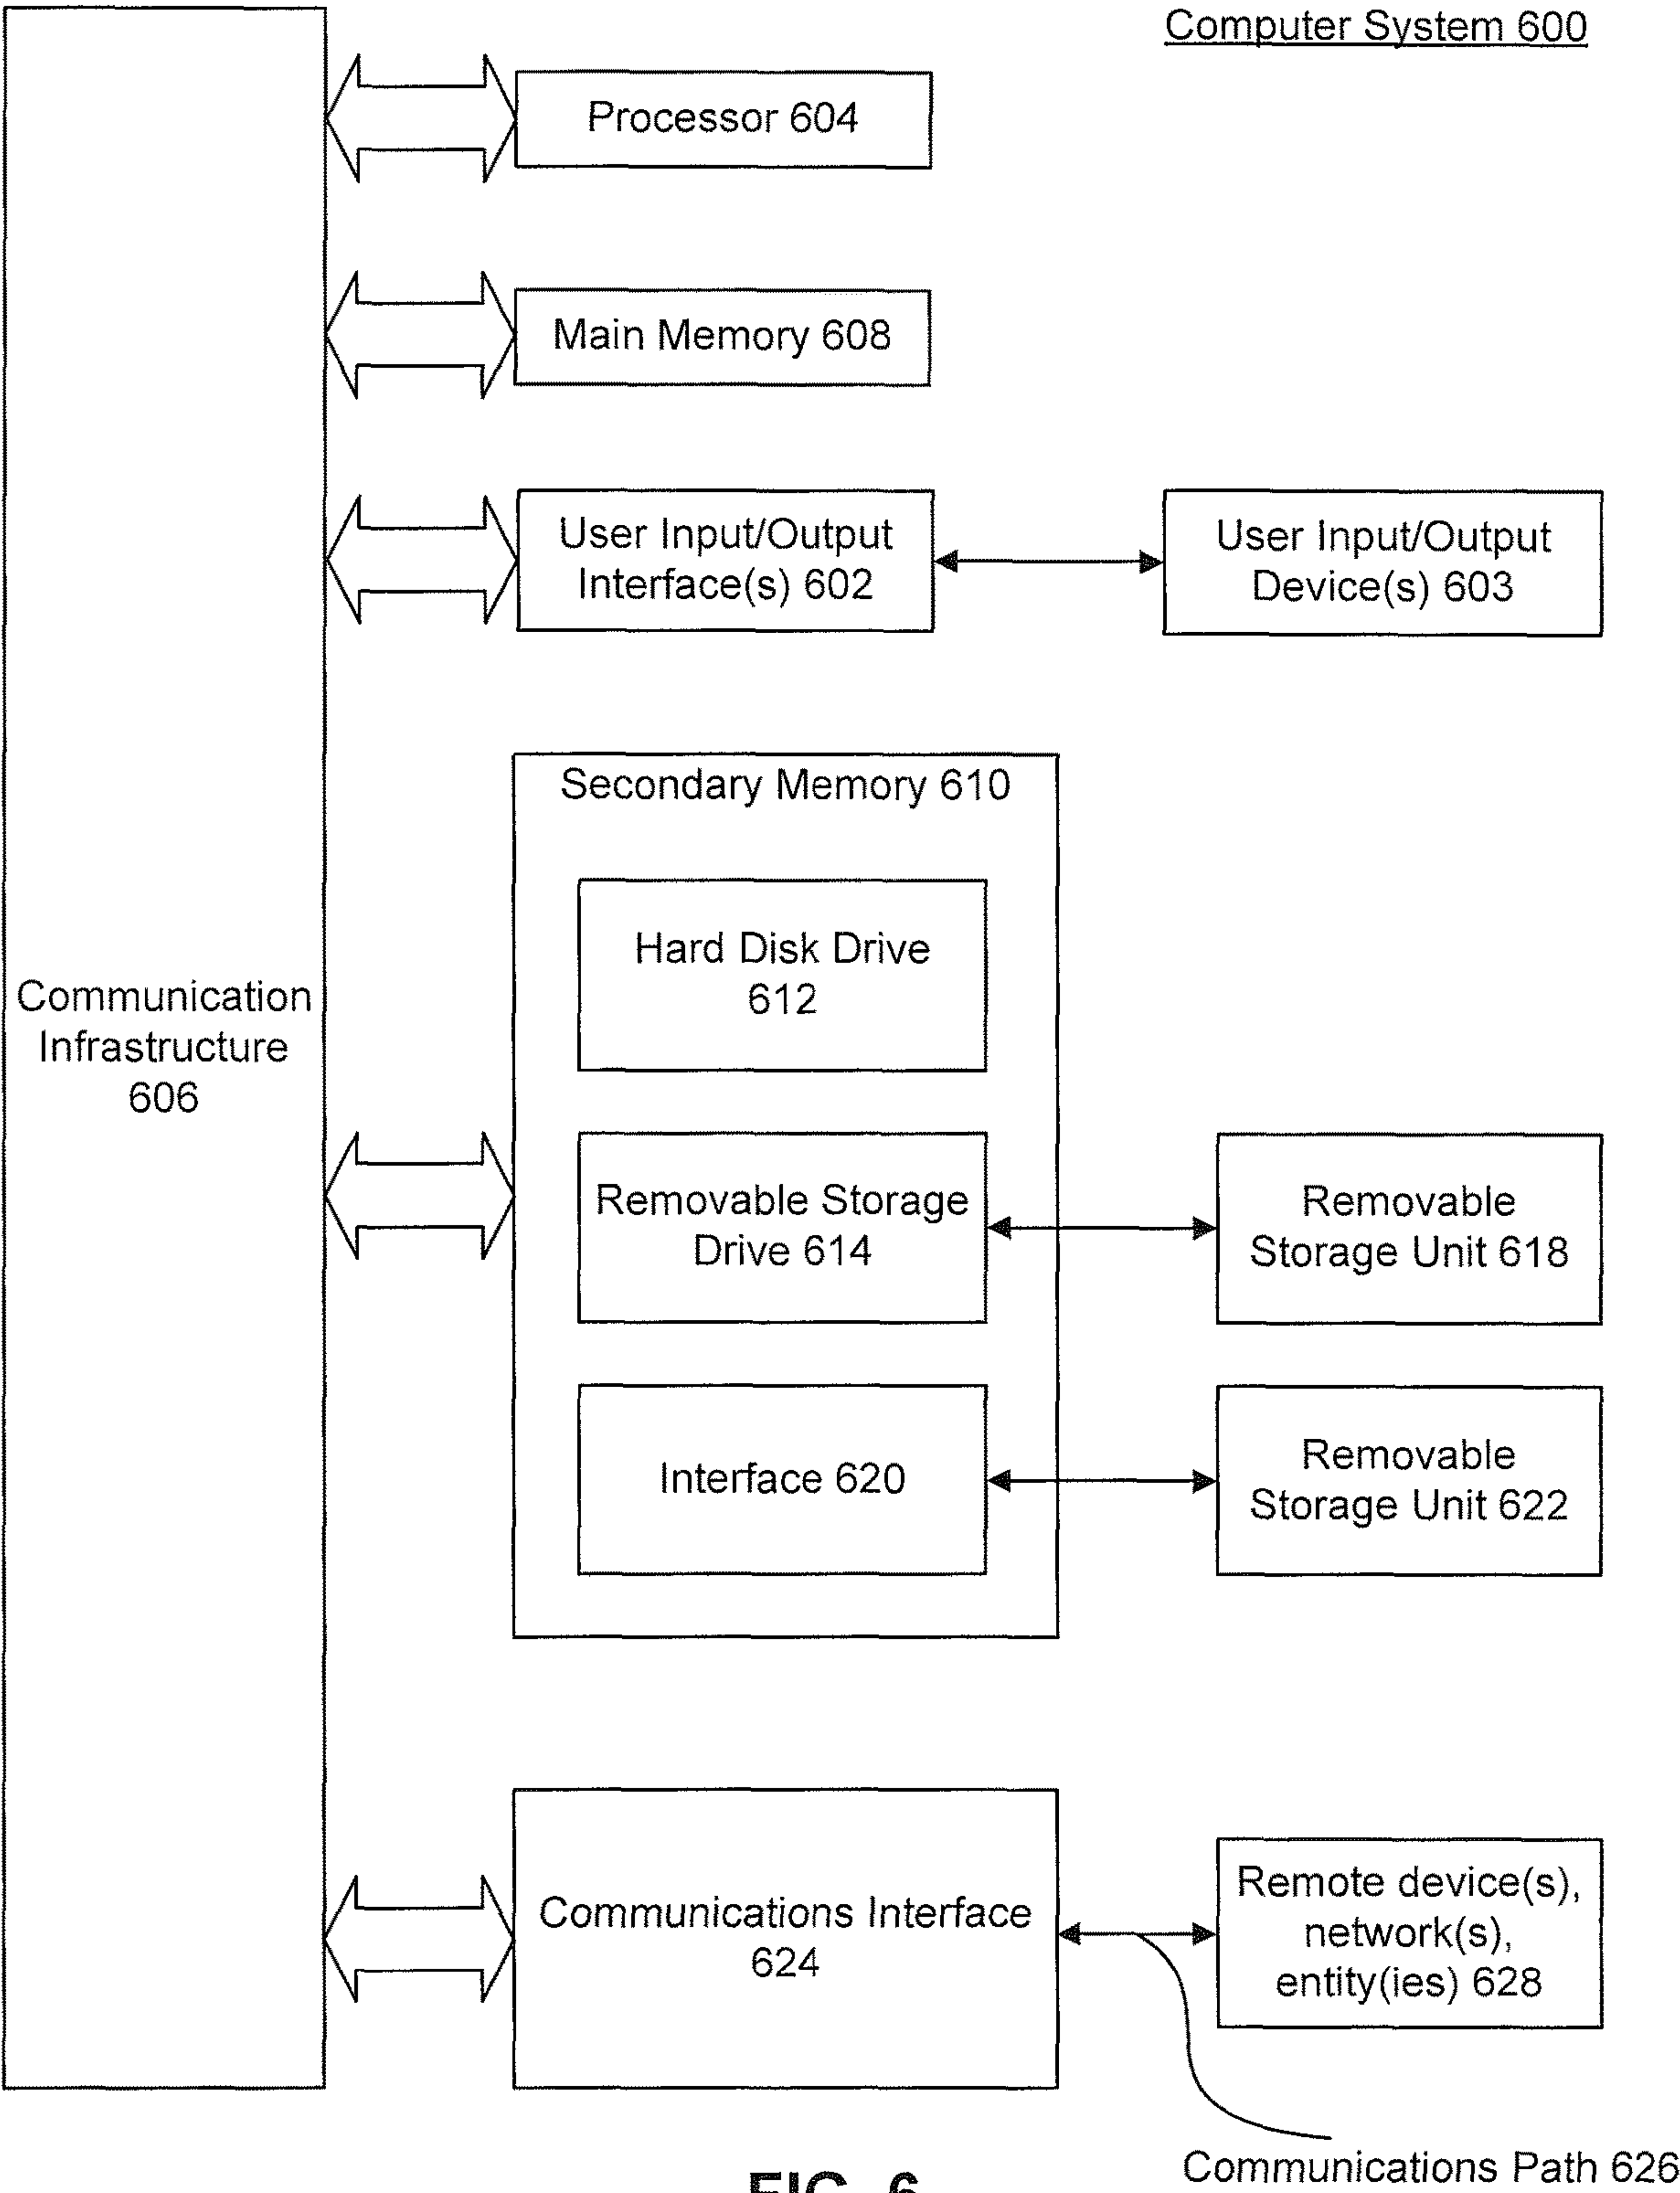 Computer System 600
Processor 604
Main Memory 608
User Input/Output
Interface(s) 602
User Input/Output
Device(s) 603
Secondary Memory 610
Hard Disk Drive
612
Communication
Infrastructure
606
Removable Storage
Drive 614
Removable
Storage Unit 618
Interface 620
Removable
Storage Unit 622
Communications Interface
624
Remote device(s),
network(s),
entity(ies) 628
Communications Path 626
FIG. 6